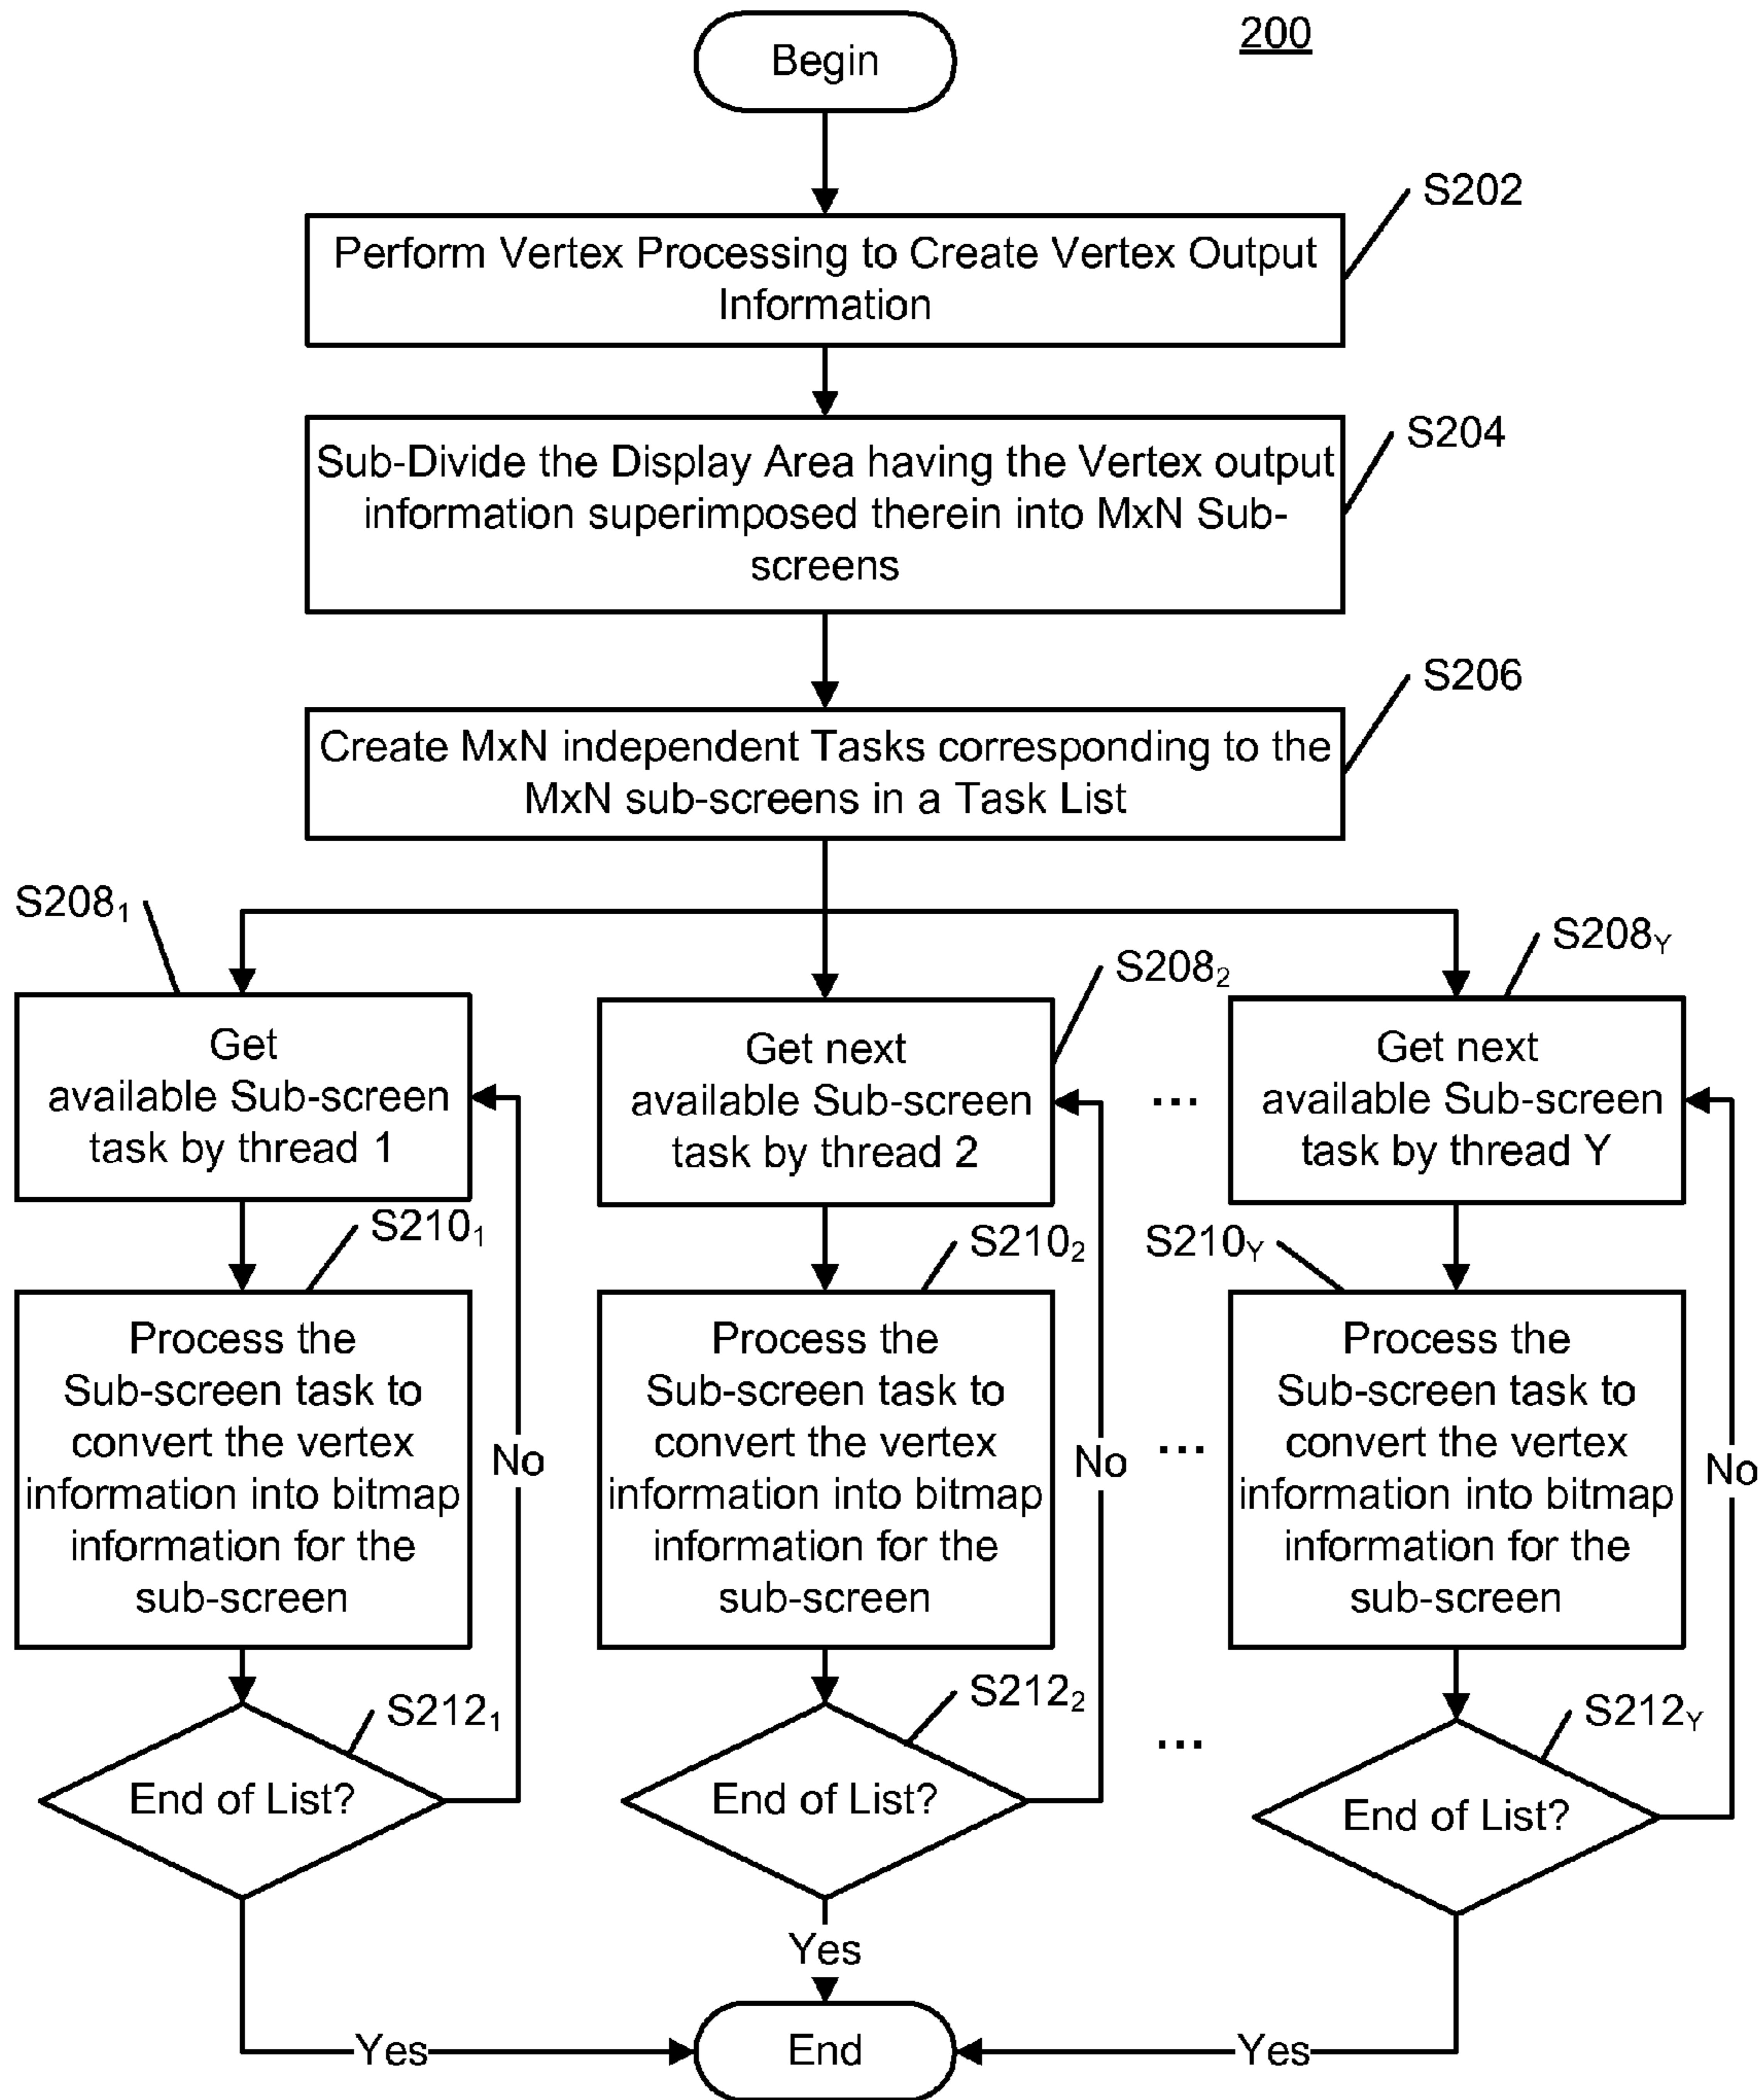 200
Begin
S202
Perform Vertex Processing to Create Vertex Output
Information
S204
Sub-Divide the Display Area having the Vertex output
information superimposed therein into MxN Sub-
screens
S206
Create MxN independent Tasks corresponding to the
MxN sub-screens in a Task List
S208₁
Get
available Sub-screen
task by thread 1
S208₂
Get next
available Sub-screen
task by thread 2
...
S208Y
Get next
available Sub-screen
task by thread Y
S210₁
Process the
Sub-screen task to
convert the vertex
information into bitmap
information for the
sub-screen
No
S210₂
Process the
Sub-screen task to
convert the vertex
information into bitmap
information for the
sub-screen
No
...
S210Y
Process the
Sub-screen task to
convert the vertex
information into bitmap
information for the
sub-screen
No
S212₁
End of List?
S212₂
End of List?
...
S212Y
End of List?
Yes
Yes
Yes
End